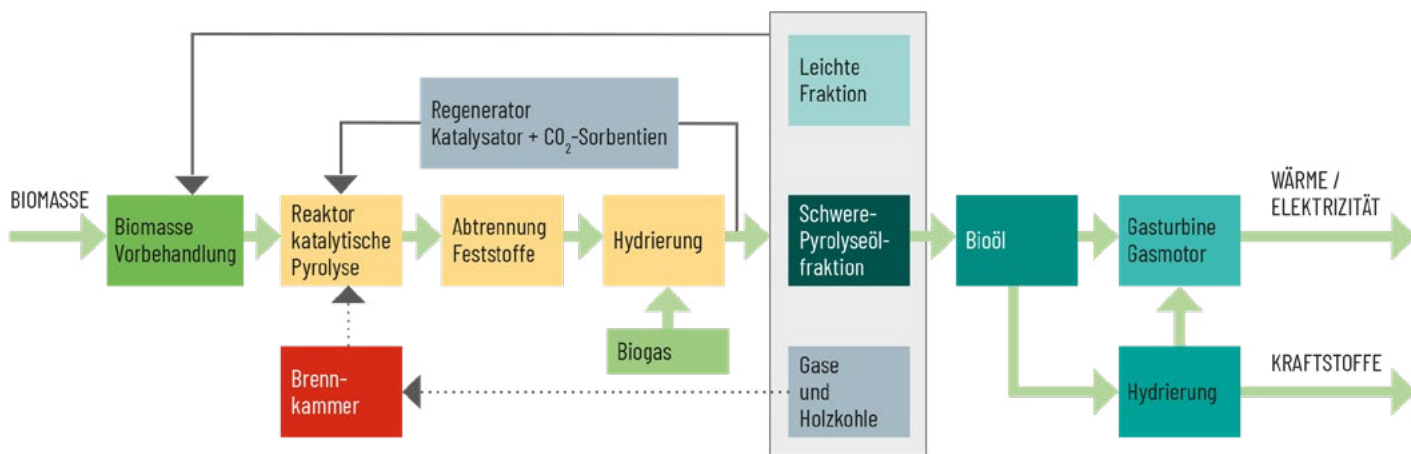 Leichte
Fraktion
Regenerator
Katalysator + CO₂-Sorbentien
BIOMASSE
Biomasse
Vorbehandlung
Reaktor
katalytische
Pyrolyse
Abtrennung
Feststoffe
Hydrierung
Schwere-
Pyrolyseöl-
fraktion
Bioöl
Gasturbine
Gasmotor
WÄRME /
ELEKTRIZITÄT
Brenn-
kammer
Biogas
Gase
und
Holzkohle
Hydrierung
KRAFTSTOFFE